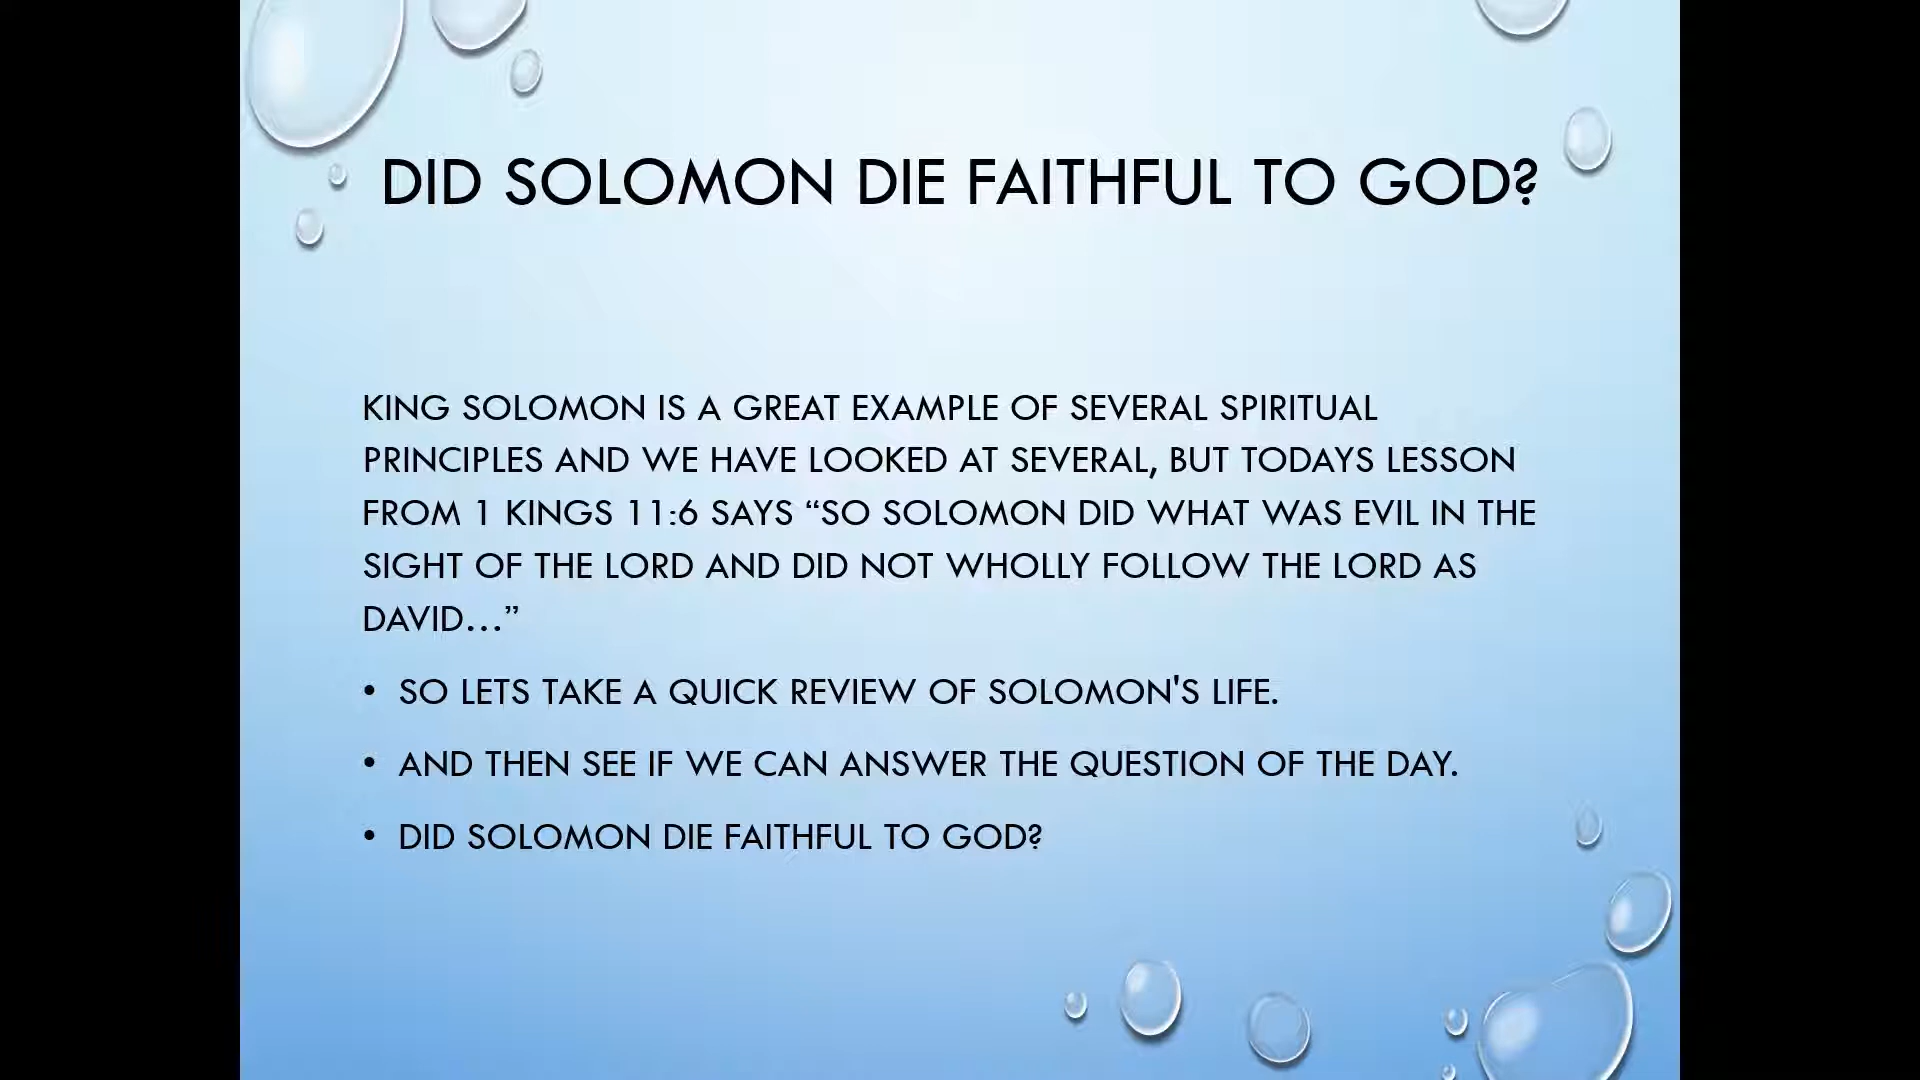 DID SOLOMON DIE FAITHFUL TO GOD?
KING SOLOMON IS A GREAT EXAMPLE OF SEVERAL SPIRITUAL
PRINCIPLES AND WE HAVE LOOKED AT SEVERAL, BUT TODAYS LESSON
FROM 1 KINGS 11:6 SAYS “SO SOLOMON DID WHAT WAS EVIL IN THE
SIGHT OF THE LORD AND DID NOT WHOLLY FOLLOW THE LORD AS
DAVID…”
• SO LETS TAKE A QUICK REVIEW OF SOLOMON'S LIFE.
• AND THEN SEE IF WE CAN ANSWER THE QUESTION OF THE DAY.
• DID SOLOMON DIE FAITHFUL TO GOD?